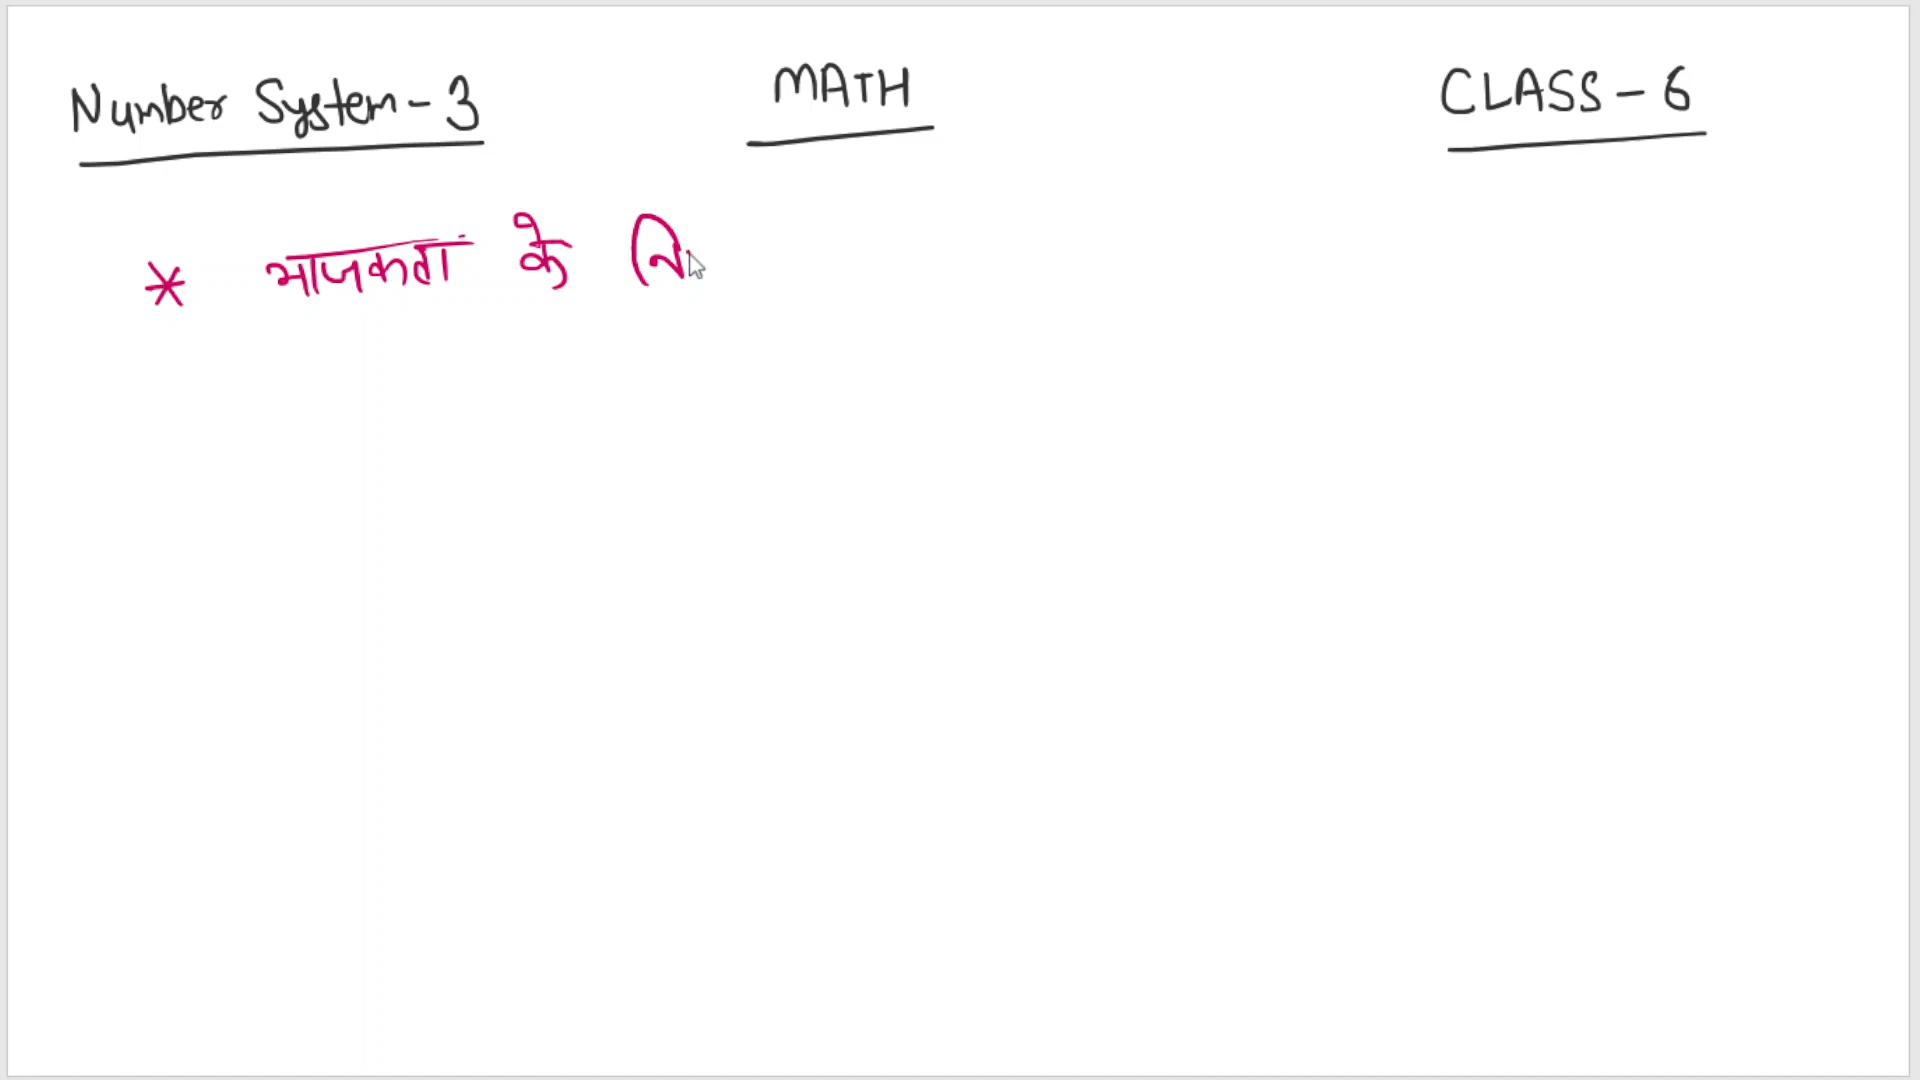 Number System-3 MATH CLASS-6
* भाजकता के नि